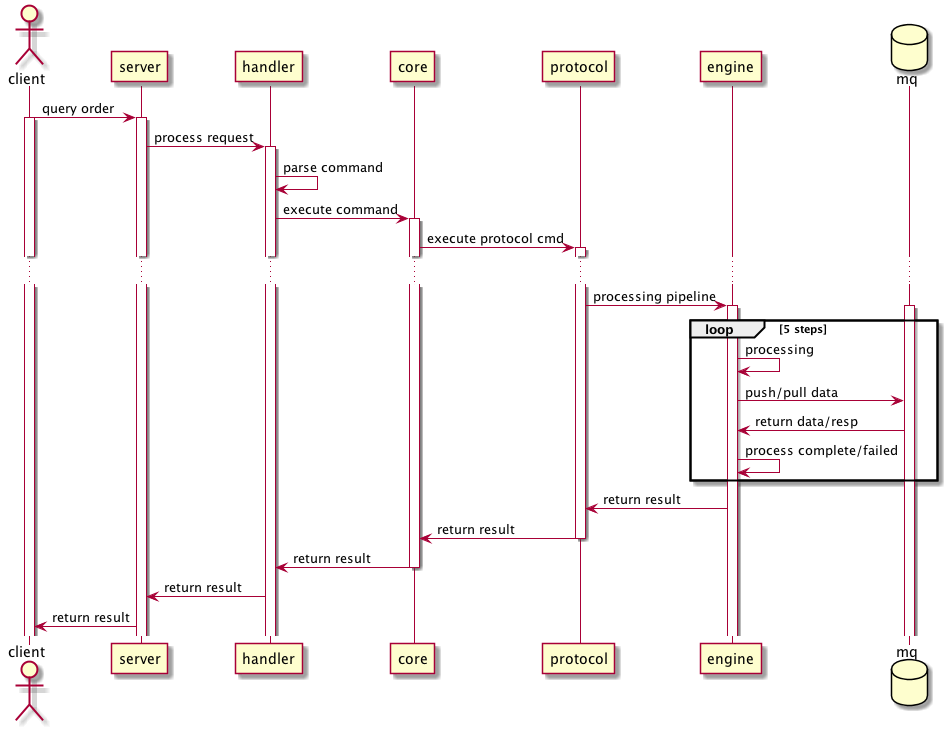 client
server
handler
core
protocol
engine
mq
query order
process request
parse command
execute command
execute protocol cmd
processing pipeline
loop
[5 steps]
processing
push/pull data
return data/resp
process complete/failed
return result
return result
return result
return result
return result
client
server
handler
core
protocol
engine
mq